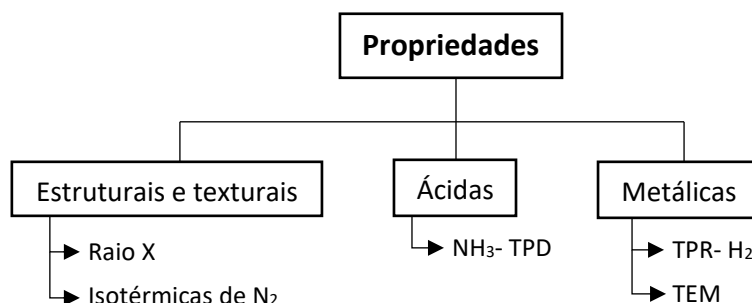 Propriedades
Estruturais e texturais
Ácidas
Metálicas
Raio X
NH₃- TPD
TPR- H₂
Isotérmicas de N₂
TEM